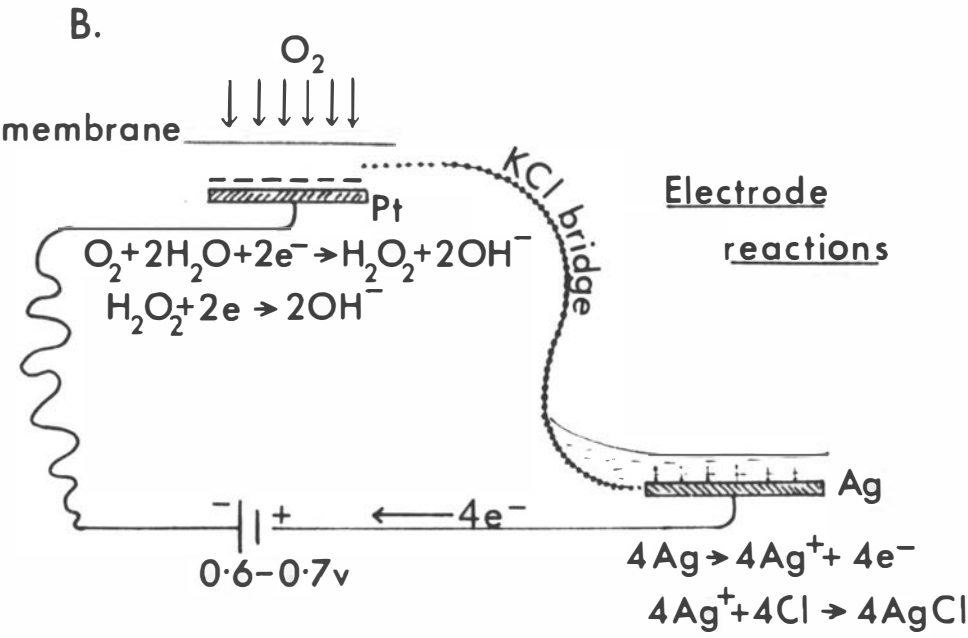 B.
O₂
membrane
KCl bridge
Pt
Electrode
reactions
O₂+2H₂O+2e⁻→H₂O₂+2OH⁻
H₂O₂+2e→2OH⁻
Ag
- +
←4e⁻
0·6-0·7v
4Ag→4Ag⁺+4e⁻
4Ag⁺+4Cl→4AgCl